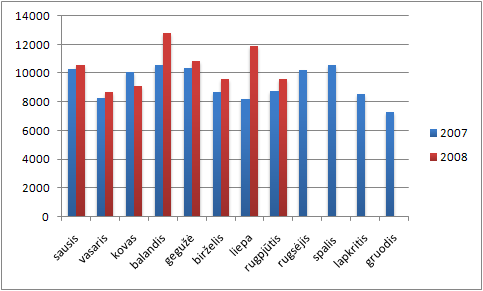 14000
12000
10000
8000
6000
4000
2000
0
sausis
vasaris
kovas
balandis
gegužė
birželis
liepa
rugpjūtis
rugsėjis
spalis
lapkritis
gruodis
2007
2008